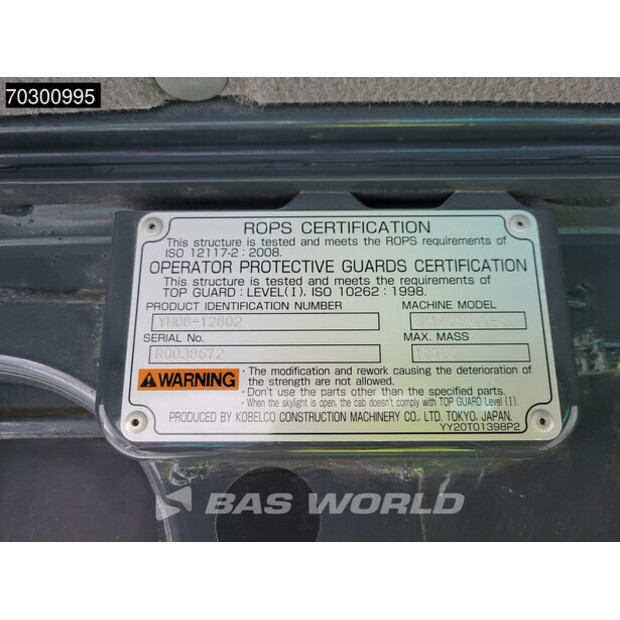 70300995
ROPS CERTIFICATION
This structure is tested and meets the ROPS requirements of
ISO 12117-2 : 2008.
OPERATOR PROTECTIVE GUARDS CERTIFICATION
This structure is tested and meets the requirements of
TOP GUARD : LEVEL(I), ISO 10262 : 1998.
PRODUCT IDENTIFICATION NUMBER MACHINE MODEL
YH08-12802
SERIAL No. MAX. MASS
R0038672
WARNING
・The modification and rework causing the deterioration of
the strength are not allowed.
・Don't use the parts other than the specified parts.
・When the skylight is open, the cab doesn't comply with TOP GUARD Level (I).
PRODUCED BY KOBELCO CONSTRUCTION MACHINERY CO., LTD. TOKYO, JAPAN.
YY20T01398P2
BAS WORLD